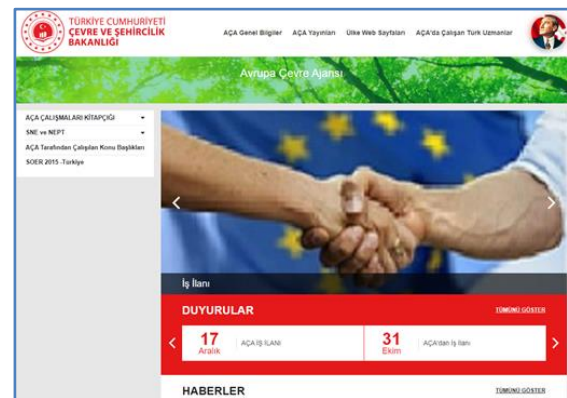 TÜRKİYE CUMHURİYETİ
ÇEVRE VE ŞEHİRCİLİK
BAKANLIĞI
AÇA Genel Bilgiler AÇA Yayınları Ülke Web Sayfaları AÇA'da Çalışan Türk Uzmanlar
Avrupa Çevre Ajansı
AÇA ÇALIŞMALARI KİTAPÇIĞI
SNE ve NEPT
AÇA Tarafından Çalışılan Konu Başlıkları
SOER 2015 -Türkiye
İş İlanı
DUYURULAR TÜMÜNÜ GÖSTER
17 Aralık AÇA İŞ İLANI
31 Ekim AÇA'dan İş İlanı
HABERLER TÜMÜNÜ GÖSTER